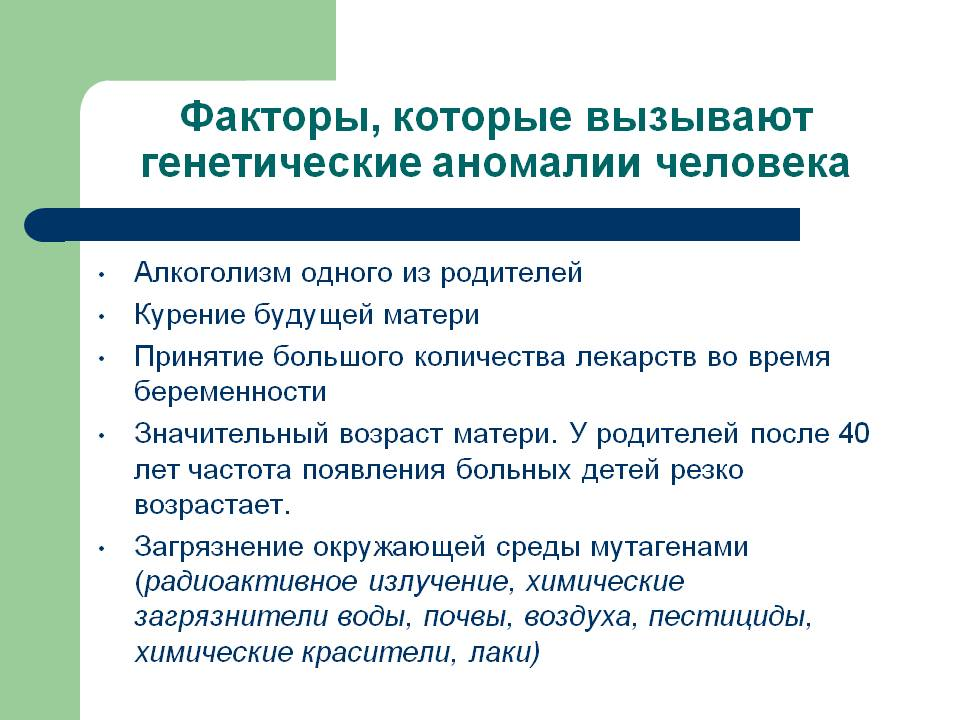 Факторы, которые вызывают
генетические аномалии человека
• Алкоголизм одного из родителей
• Курение будущей матери
• Принятие большого количества лекарств во время
беременности
• Значительный возраст матери. У родителей после 40
лет частота появления больных детей резко
возрастает.
• Загрязнение окружающей среды мутагенами
(радиоактивное излучение, химические
загрязнители воды, почвы, воздуха, пестициды,
химические красители, лаки)